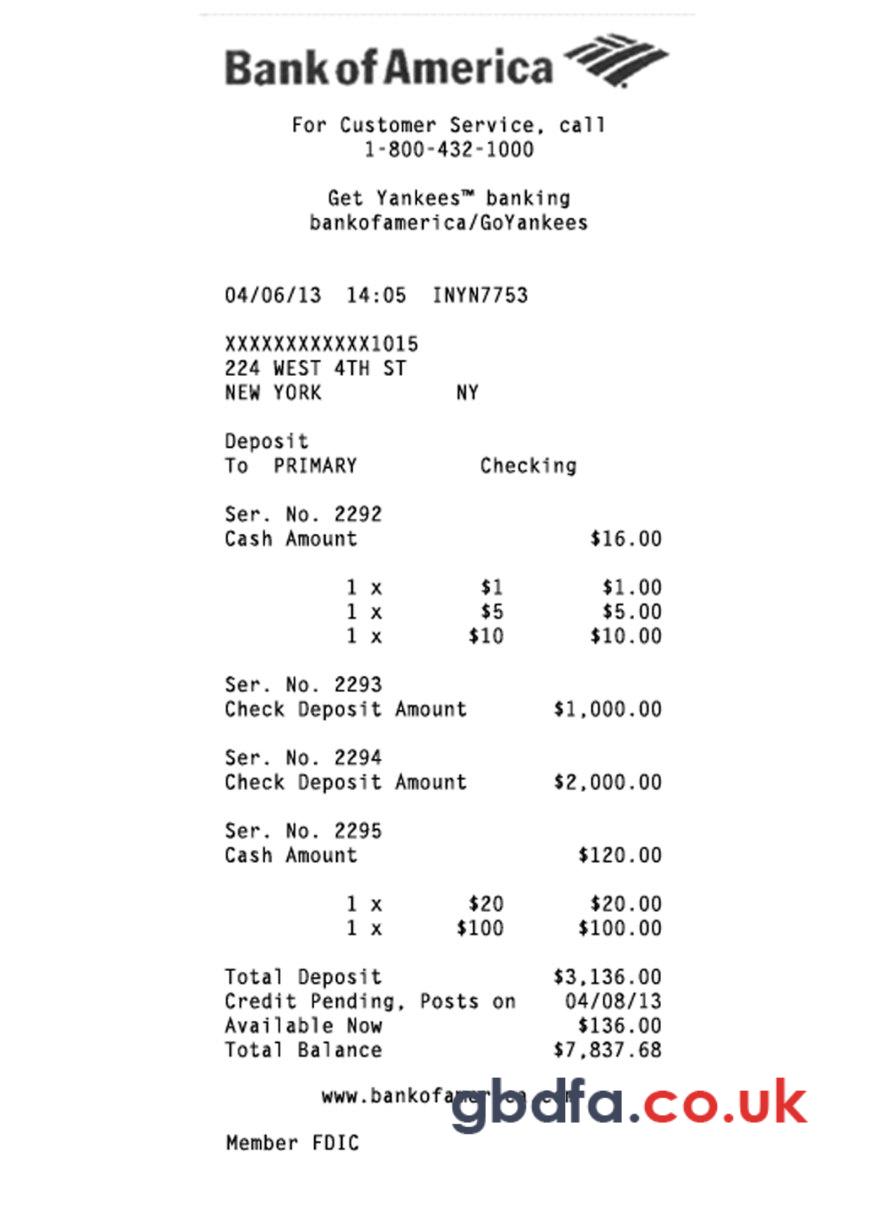 Bank of America
For Customer Service, call
1-800-432-1000
Get Yankees™ banking
bankofamerica/GoYankees
04/06/13 14:05 INYN7753
XXXXXXXXXXXX1015
224 WEST 4TH ST
NEW YORK NY
Deposit
To PRIMARY Checking
Ser. No. 2292
Cash Amount $16.00
1 x $1 $1.00
1 x $5 $5.00
1 x $10 $10.00
Ser. No. 2293
Check Deposit Amount $1,000.00
Ser. No. 2294
Check Deposit Amount $2,000.00
Ser. No. 2295
Cash Amount $120.00
1 x $20 $20.00
1 x $100 $100.00
Total Deposit $3,136.00
Credit Pending, Posts on 04/08/13
Available Now $136.00
Total Balance $7,837.68
www.bankofamerica.com
gbdfa.co.uk
Member FDIC